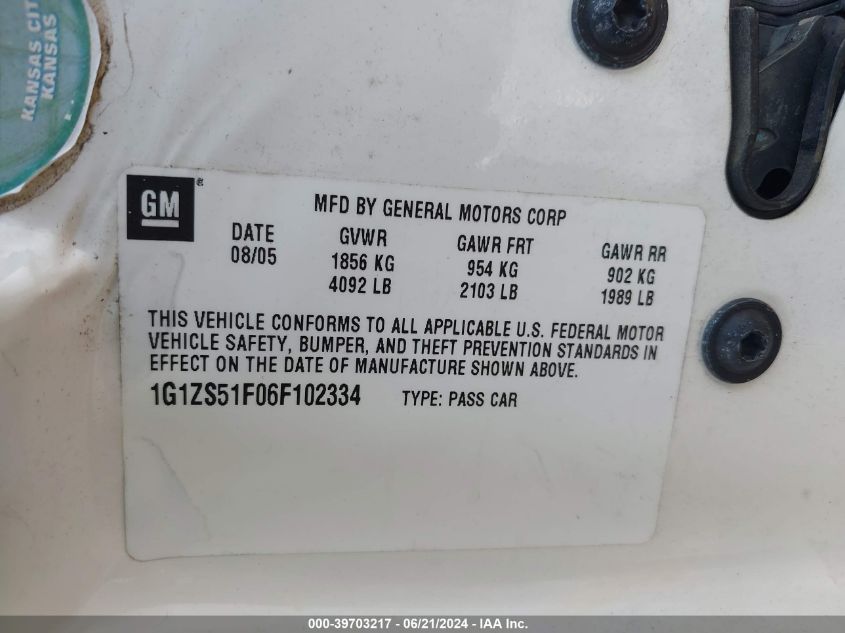 KANSAS CITY
KANSAS
GM ®
MFD BY GENERAL MOTORS CORP
DATE GVWR GAWR FRT GAWR RR
08/05 1856 KG 954 KG 902 KG
4092 LB 2103 LB 1989 LB
THIS VEHICLE CONFORMS TO ALL APPLICABLE U.S. FEDERAL MOTOR
VEHICLE SAFETY, BUMPER, AND THEFT PREVENTION STANDARDS IN
EFFECT ON THE DATE OF MANUFACTURE SHOWN ABOVE.
1G1ZS51F06F102334 TYPE: PASS CAR
000-39703217 - 06/21/2024 - IAA Inc.